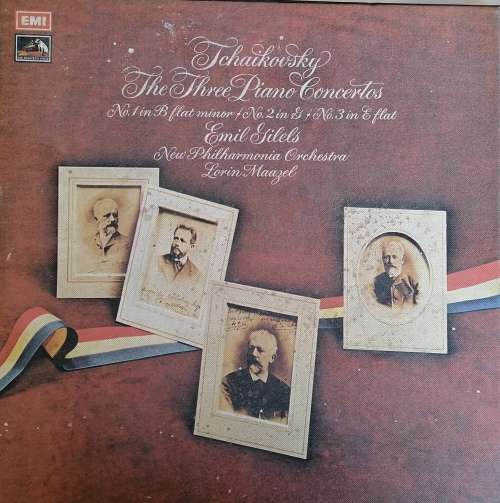 EMI
Tchaikovsky
The Three Piano Concertos
No.1 in B flat minor / No.2 in G / No.3 in E flat
Emil Gilels
New Philharmonia Orchestra
Lorin Maazel